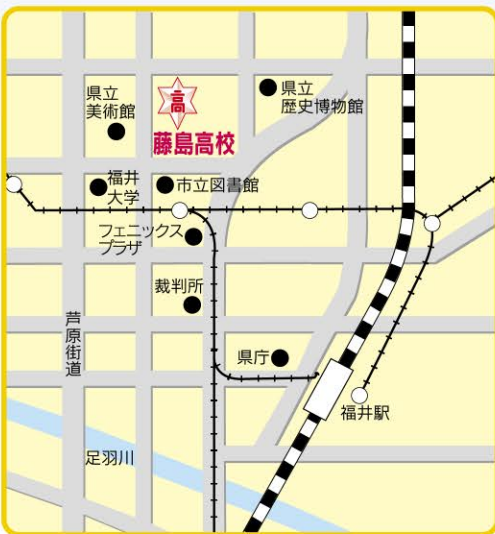 県立
美術館
高
藤島高校
県立
歴史博物館
福井
大学
市立図書館
フェニックス
プラザ
裁判所
芦原街道
県庁
福井駅
足羽川